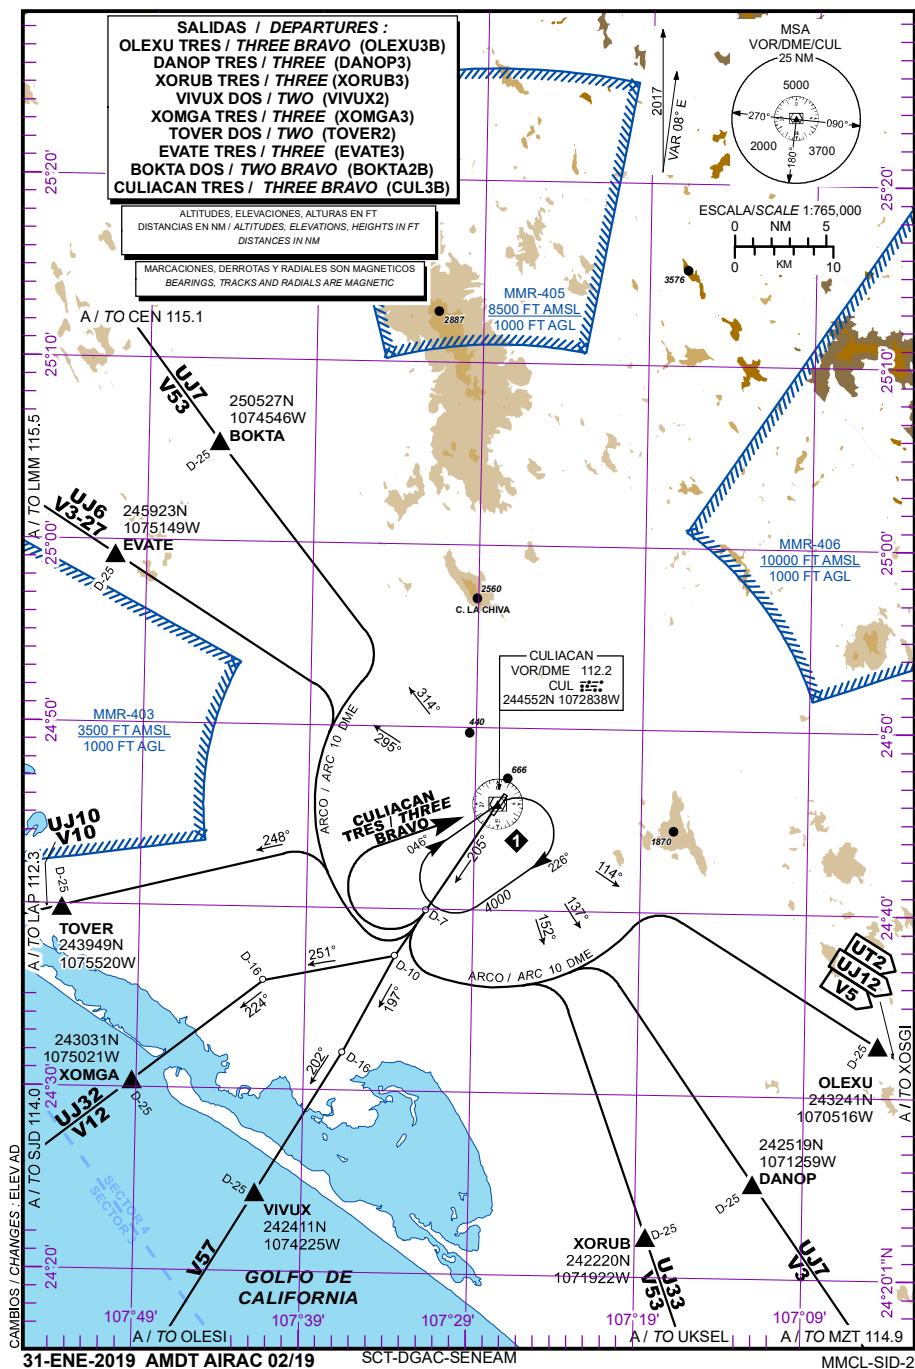 SALIDAS / DEPARTURES :
OLEXU TRES / THREE BRAVO (OLEXU3B)
DANOP TRES / THREE (DANOP3)
XORUB TRES / THREE (XORUB3)
VIVUX DOS / TWO (VIVUX2)
XOMGA TRES / THREE (XOMGA3)
TOVER DOS / TWO (TOVER2)
EVATE TRES / THREE (EVATE3)
BOKTA DOS / TWO BRAVO (BOKTA2B)
CULIACAN TRES / THREE BRAVO (CUL3B)
ALTITUDES, ELEVACIONES, ALTURAS EN FT
DISTANCIAS EN NM / ALTITUDES, ELEVATIONS, HEIGHTS IN FT
DISTANCES IN NM
MARCACIONES, DERROTAS Y RADIALES SON MAGNETICOS
BEARINGS, TRACKS AND RADIALS ARE MAGNETIC
2017
VAR 08° E
MSA
VOR/DME/CUL
25 NM
5000
270°
090°
2000
3700
180°
ESCALA/SCALE 1:765,000
0 NM 5
0 KM 10
25°20'
25°20'
3576
MMR-405
8500 FT AMSL
1000 FT AGL
2887
A / TO CEN 115.1
25°10'
25°10'
UJ7
V53
250527N
1074546W
BOKTA
D-25
A / TO LMM 115.5
UJ6
V3-27
245923N
1075149W
EVATE
D-25
25°00'
25°00'
MMR-406
10000 FT AMSL
1000 FT AGL
2560
C. LA CHIVA
CULIACAN
VOR/DME 112.2
CUL
244552N 1072838W
MMR-403
3500 FT AMSL
1000 FT AGL
24°50'
24°50'
314°
295°
440
666
ARCO / ARC 10 DME
CULIACAN
TRES / THREE
BRAVO
046°
205°
1
226°
4000
1870
114°
137°
152°
UJ10
V10
248°
A / TO LAP 112.3
D-25
TOVER
243949N
1075520W
D-7
24°40'
251°
D-16
D-10
224°
197°
ARCO / ARC 10 DME
UT2
UJ12
V5
D-25
A / TO XOSGI
OLEXU
243241N
1070516W
243031N
1075021W
XOMGA
24°30'
24°30'
D-25
UJ32
V12
A / TO SJD 114.0
202°
D-16
SECTOR 4
SECTOR 3
242519N
1071259W
DANOP
D-25
D-25
VIVUX
242411N
1074225W
V57
XORUB
242220N
1071922W
D-25
UJ33
V53
UJ7
V3
24°20'
24°20'1"N
GOLFO DE
CALIFORNIA
107°49'
107°39'
107°29'
107°19'
107°09'
A / TO OLESI
A / TO UKSEL
A / TO MZT 114.9
CAMBIOS / CHANGES : ELEV AD
31-ENE-2019 AMDT AIRAC 02/19
SCT-DGAC-SENEAM
MMCL-SID-2